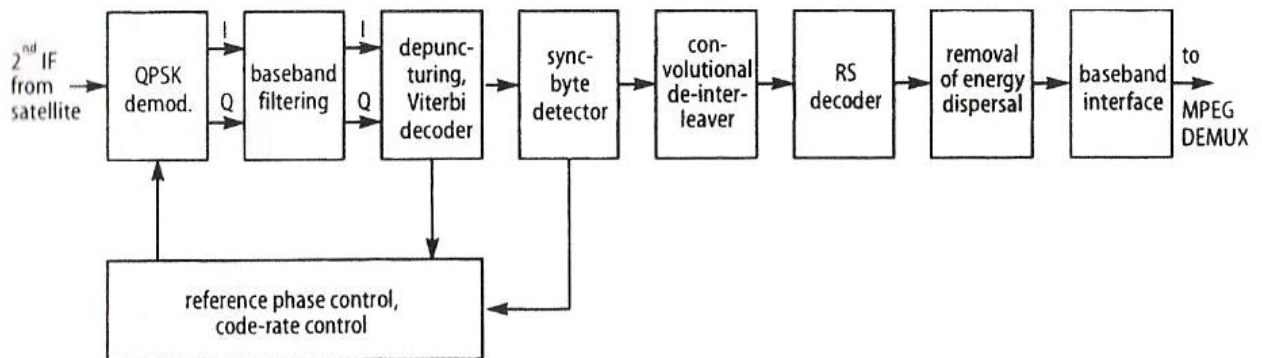 2nd IF
from
satellite
QPSK
demod.
I
Q
baseband
filtering
I
Q
depunc-
turing,
Viterbi
decoder
sync-
byte
detector
con-
volutional
de-inter-
leaver
RS
decoder
removal
of energy
dispersal
baseband
interface
to
MPEG
DEMUX
reference phase control,
code-rate control